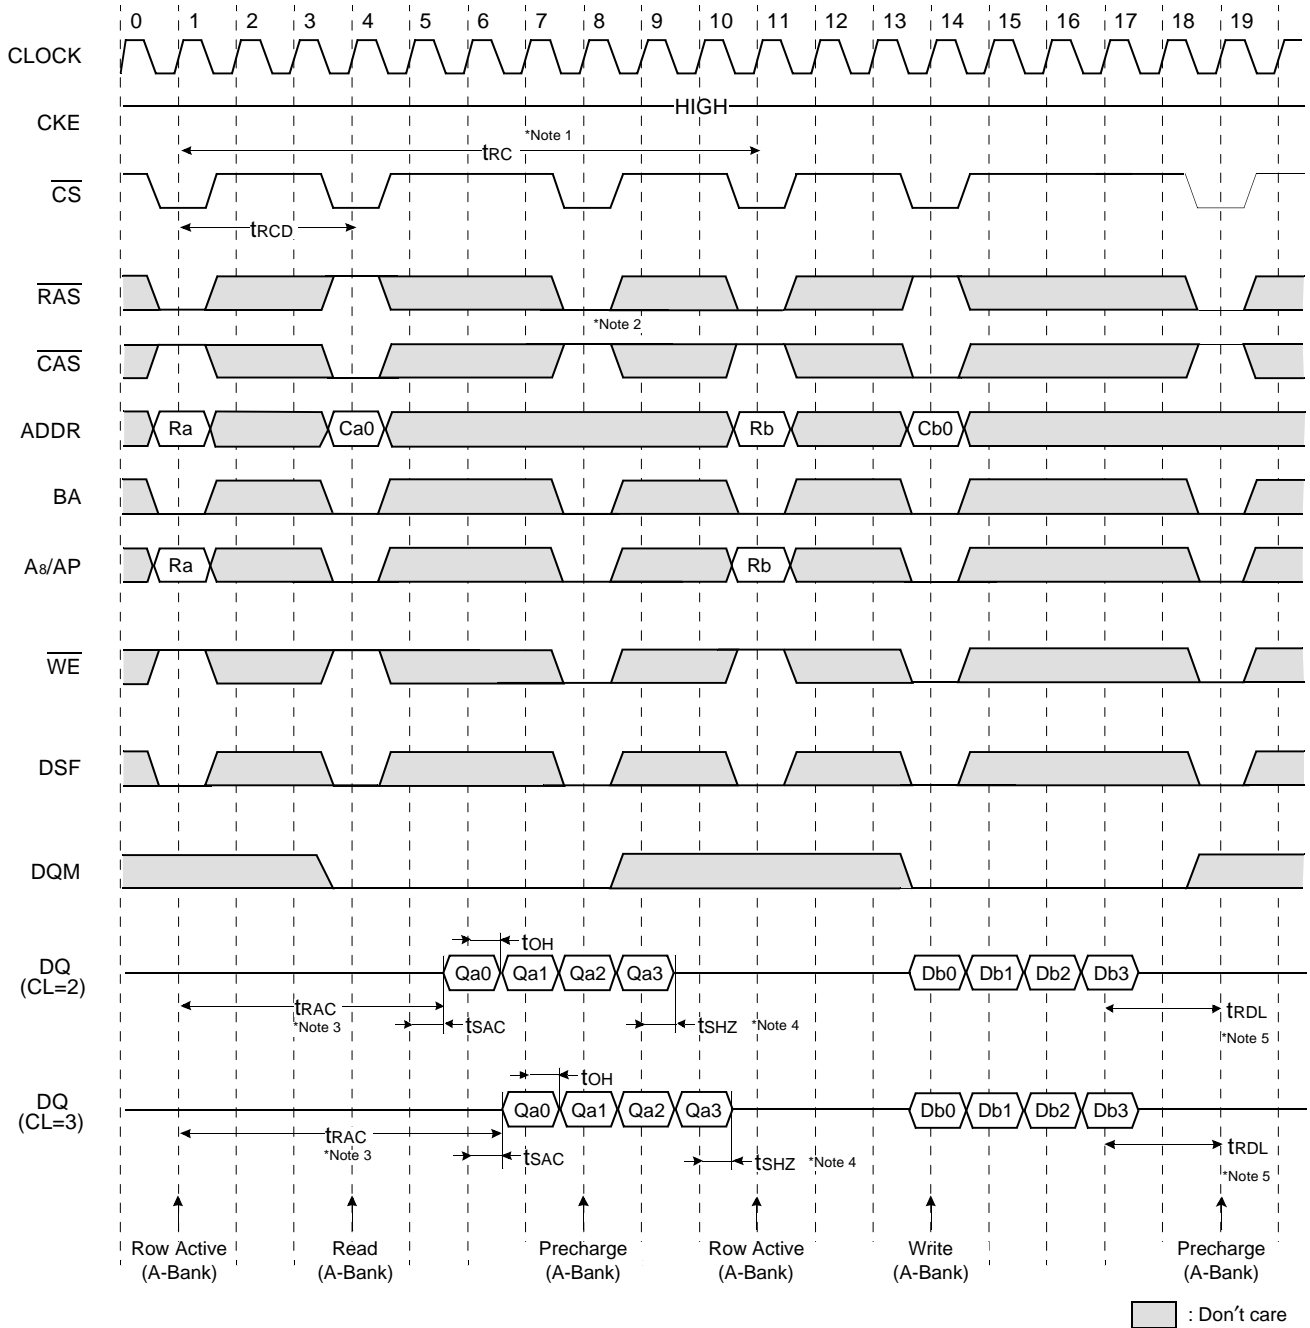 0 1 2 3 4 5 6 7 8 9 10 11 12 13 14 15 16 17 18 19
CLOCK
CKE
HIGH
*Note 1
tRC
CS
tRCD
RAS
*Note 2
CAS
ADDR
Ra Ca0 Rb Cb0
BA
A8/AP
Ra Rb
WE
DSF
DQM
tOH
DQ
(CL=2)
Qa0 Qa1 Qa2 Qa3 Db0 Db1 Db2 Db3
tRAC
*Note 3
tSAC
tSHZ *Note 4
tRDL
*Note 5
tOH
DQ
(CL=3)
Qa0 Qa1 Qa2 Qa3 Db0 Db1 Db2 Db3
tRAC
*Note 3
tSAC
tSHZ *Note 4
tRDL
*Note 5
Row Active
(A-Bank)
Read
(A-Bank)
Precharge
(A-Bank)
Row Active
(A-Bank)
Write
(A-Bank)
Precharge
(A-Bank)
: Don′t care